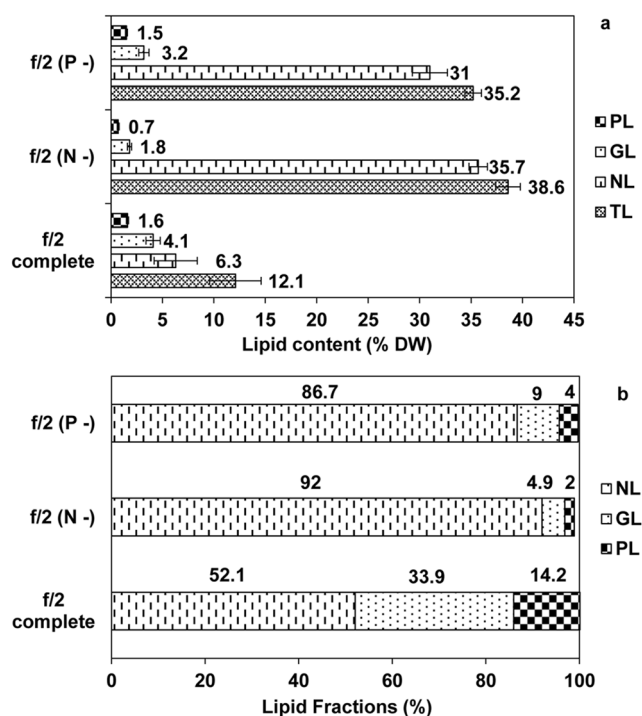 a
f/2 (P -)
1.5
3.2
31
35.2
f/2 (N -)
0.7
1.8
35.7
38.6
f/2
complete
1.6
4.1
6.3
12.1
PL
GL
NL
TL
0 5 10 15 20 25 30 35 40 45
Lipid content (% DW)
b
86.7 9 4
f/2 (P -)
92 4.9 2
f/2 (N -)
52.1 33.9 14.2
f/2
complete
NL
GL
PL
0 20 40 60 80 100
Lipid Fractions (%)